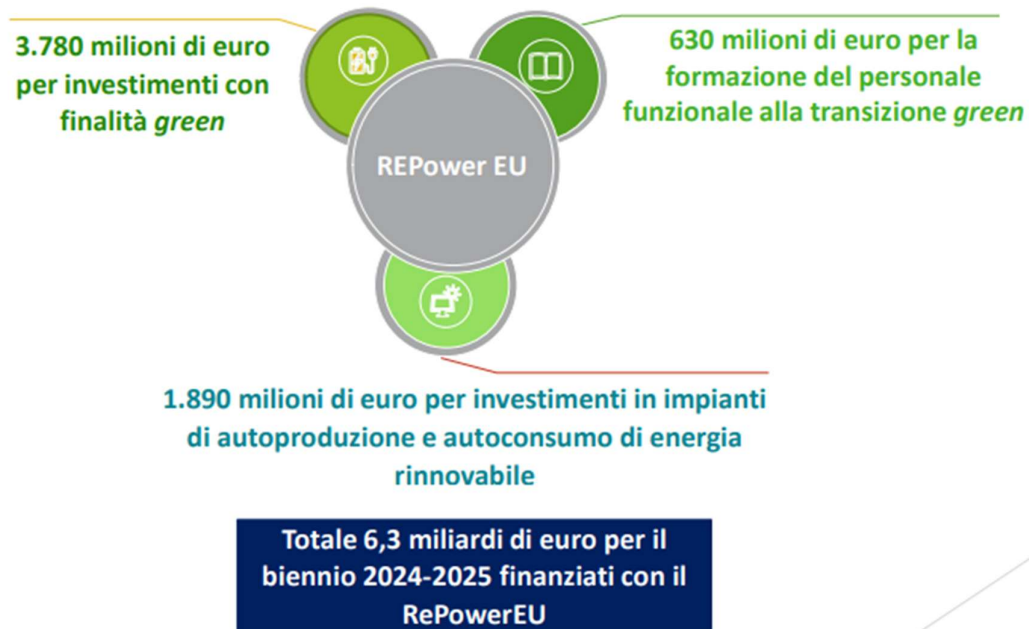 3.780 milioni di euro
per investimenti con
finalità green
630 milioni di euro per la
formazione del personale
funzionale alla transizione green
REPower EU
1.890 milioni di euro per investimenti in impianti
di autoproduzione e autoconsumo di energia
rinnovabile
Totale 6,3 miliardi di euro per il
biennio 2024-2025 finanziati con il
RePowerEU